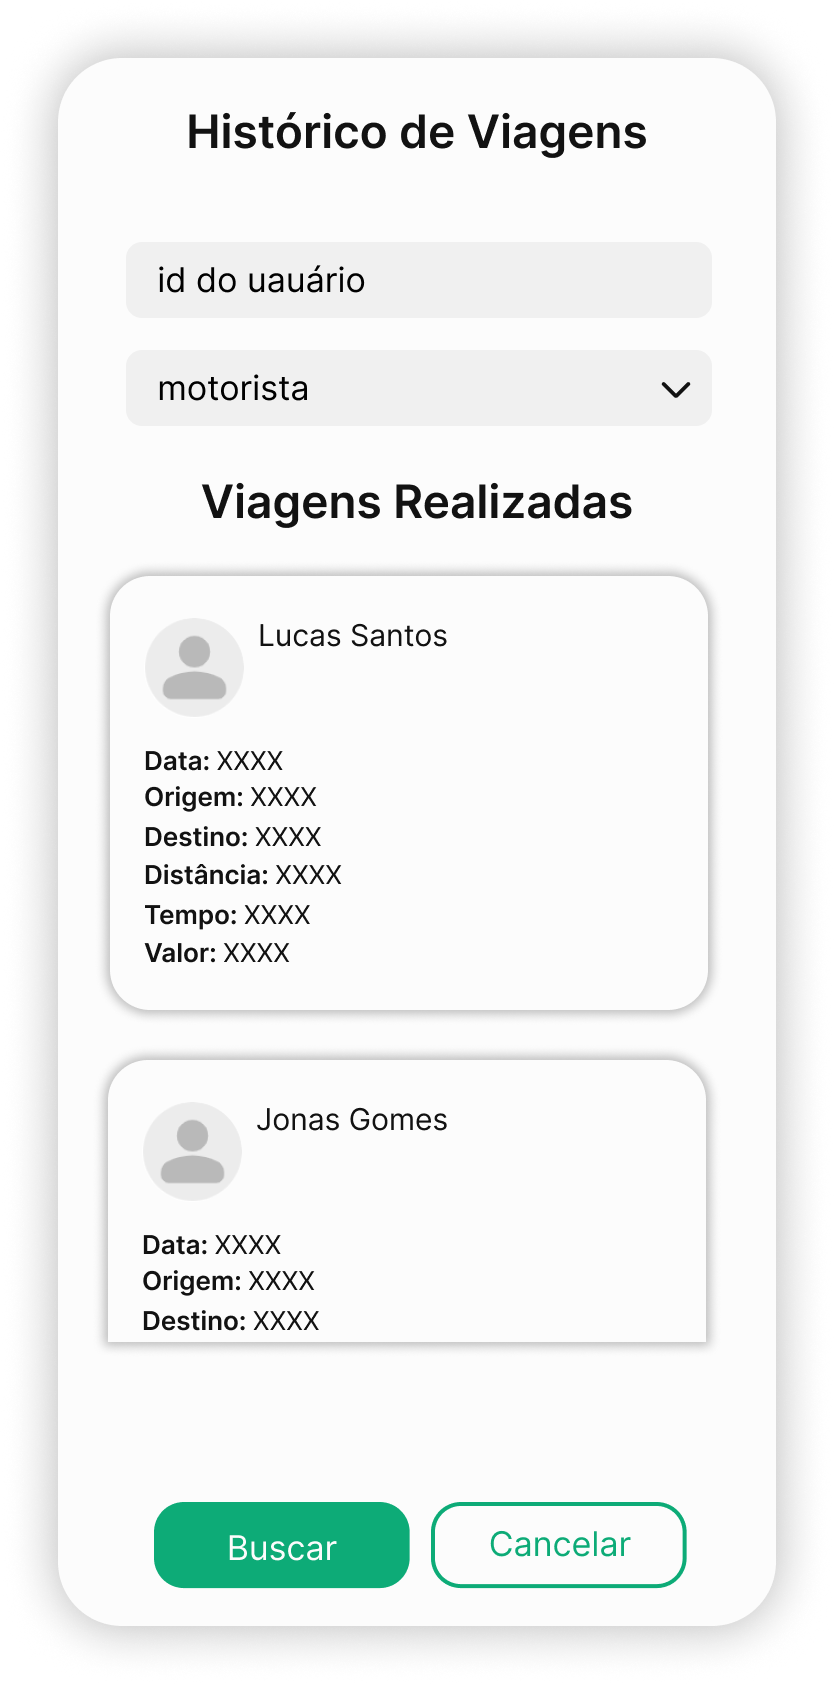 Histórico de Viagens
id do uauário
motorista
Viagens Realizadas
Lucas Santos
Data: XXXX
Origem: XXXX
Destino: XXXX
Distância: XXXX
Tempo: XXXX
Valor: XXXX
Jonas Gomes
Data: XXXX
Origem: XXXX
Destino: XXXX
Buscar
Cancelar